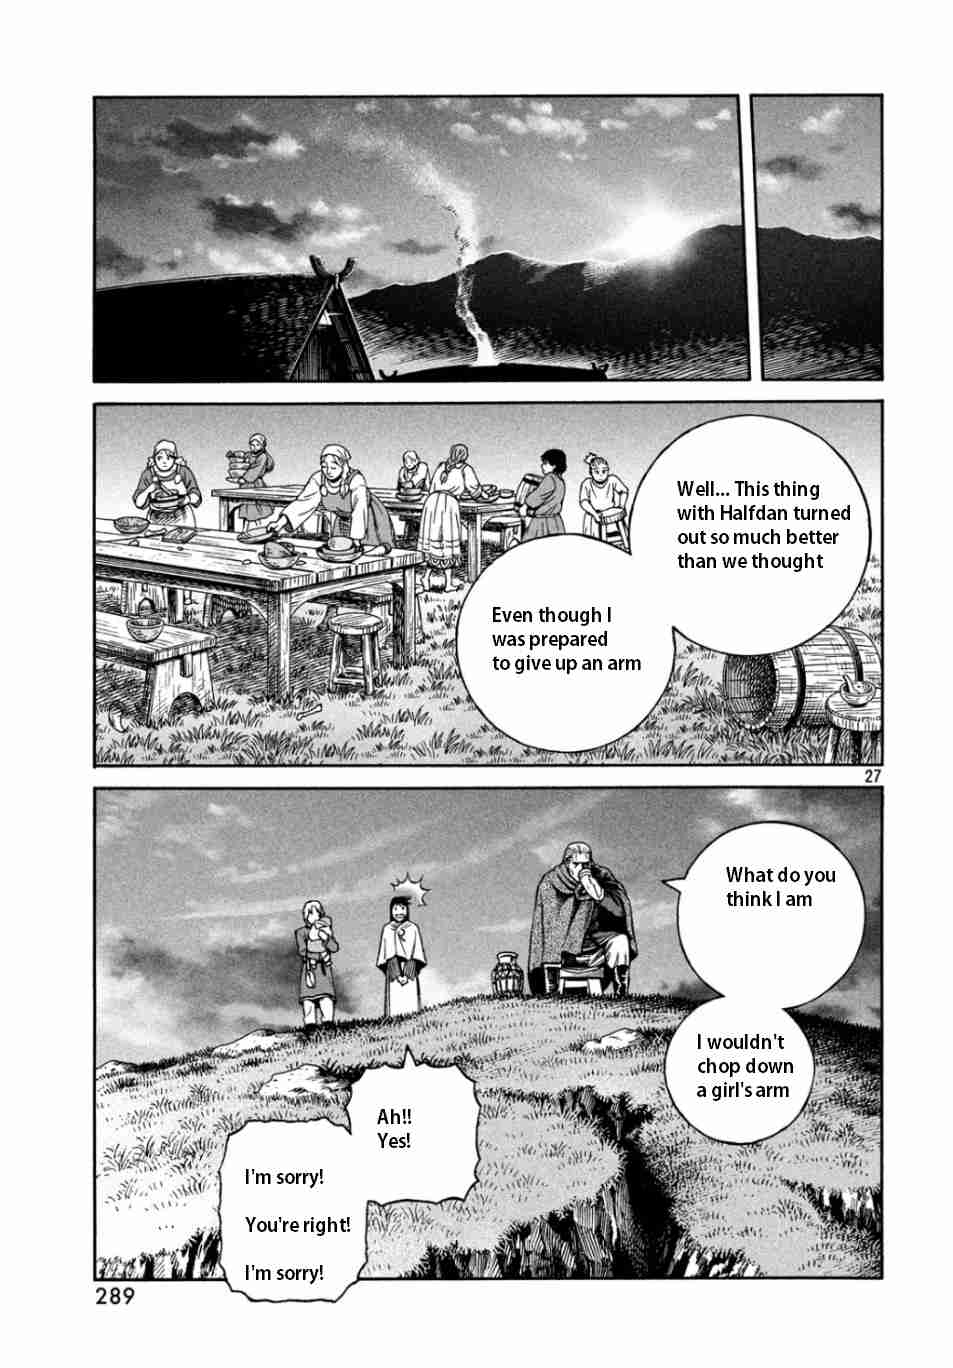 Well... This thing
with Halfdan turned
out so much better
than we thought
Even though I
was prepared
to give up an arm
27
What do you
think I am
I wouldn't
chop down
a girl's arm
Ah!!
Yes!
I'm sorry!
You're right!
I'm sorry!
289